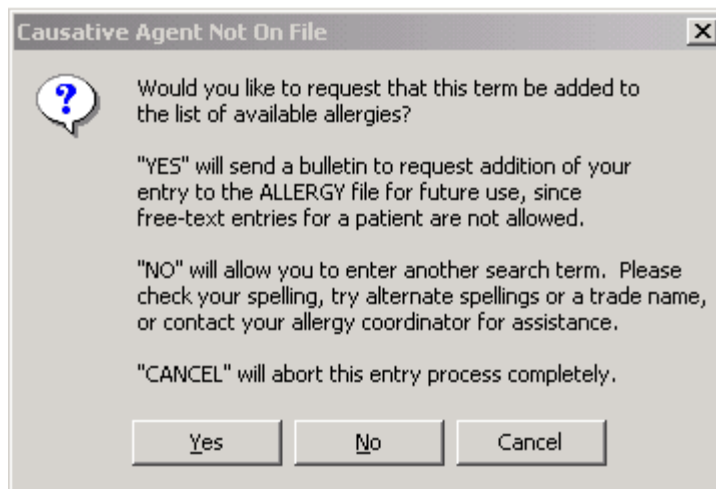 Causative Agent Not On File
Would you like to request that this term be added to
the list of available allergies?
"YES" will send a bulletin to request addition of your
entry to the ALLERGY file for future use, since
free-text entries for a patient are not allowed.
"NO" will allow you to enter another search term.  Please
check your spelling, try alternate spellings or a trade name,
or contact your allergy coordinator for assistance.
"CANCEL" will abort this entry process completely.
Yes No Cancel